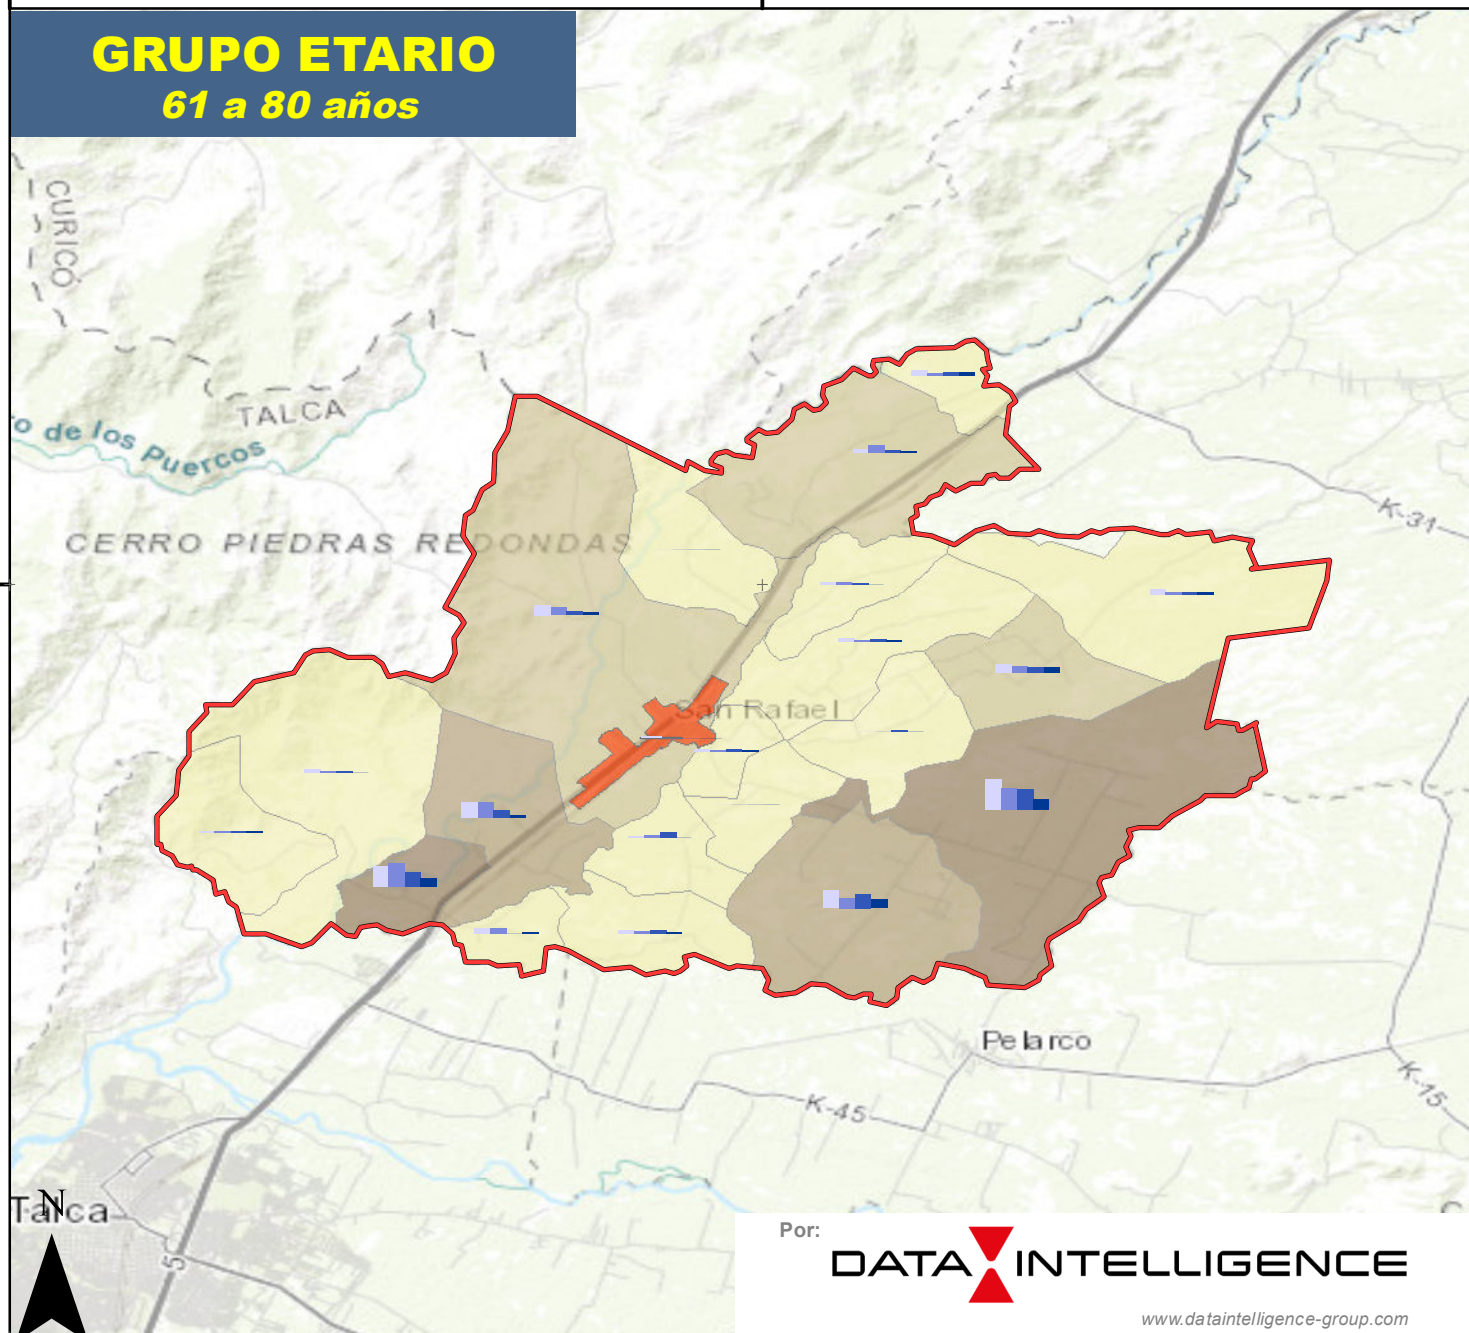 GRUPO ETARIO
61 a 80 años
CURICÓ
TALCA
o de los Puercos
CERRO PIEDRAS REDONDAS
K-31
San Rafael
Pelarco
K-15
K-45
Talca
N
5
C
Por:
DATA INTELLIGENCE
www.dataintelligence-group.com